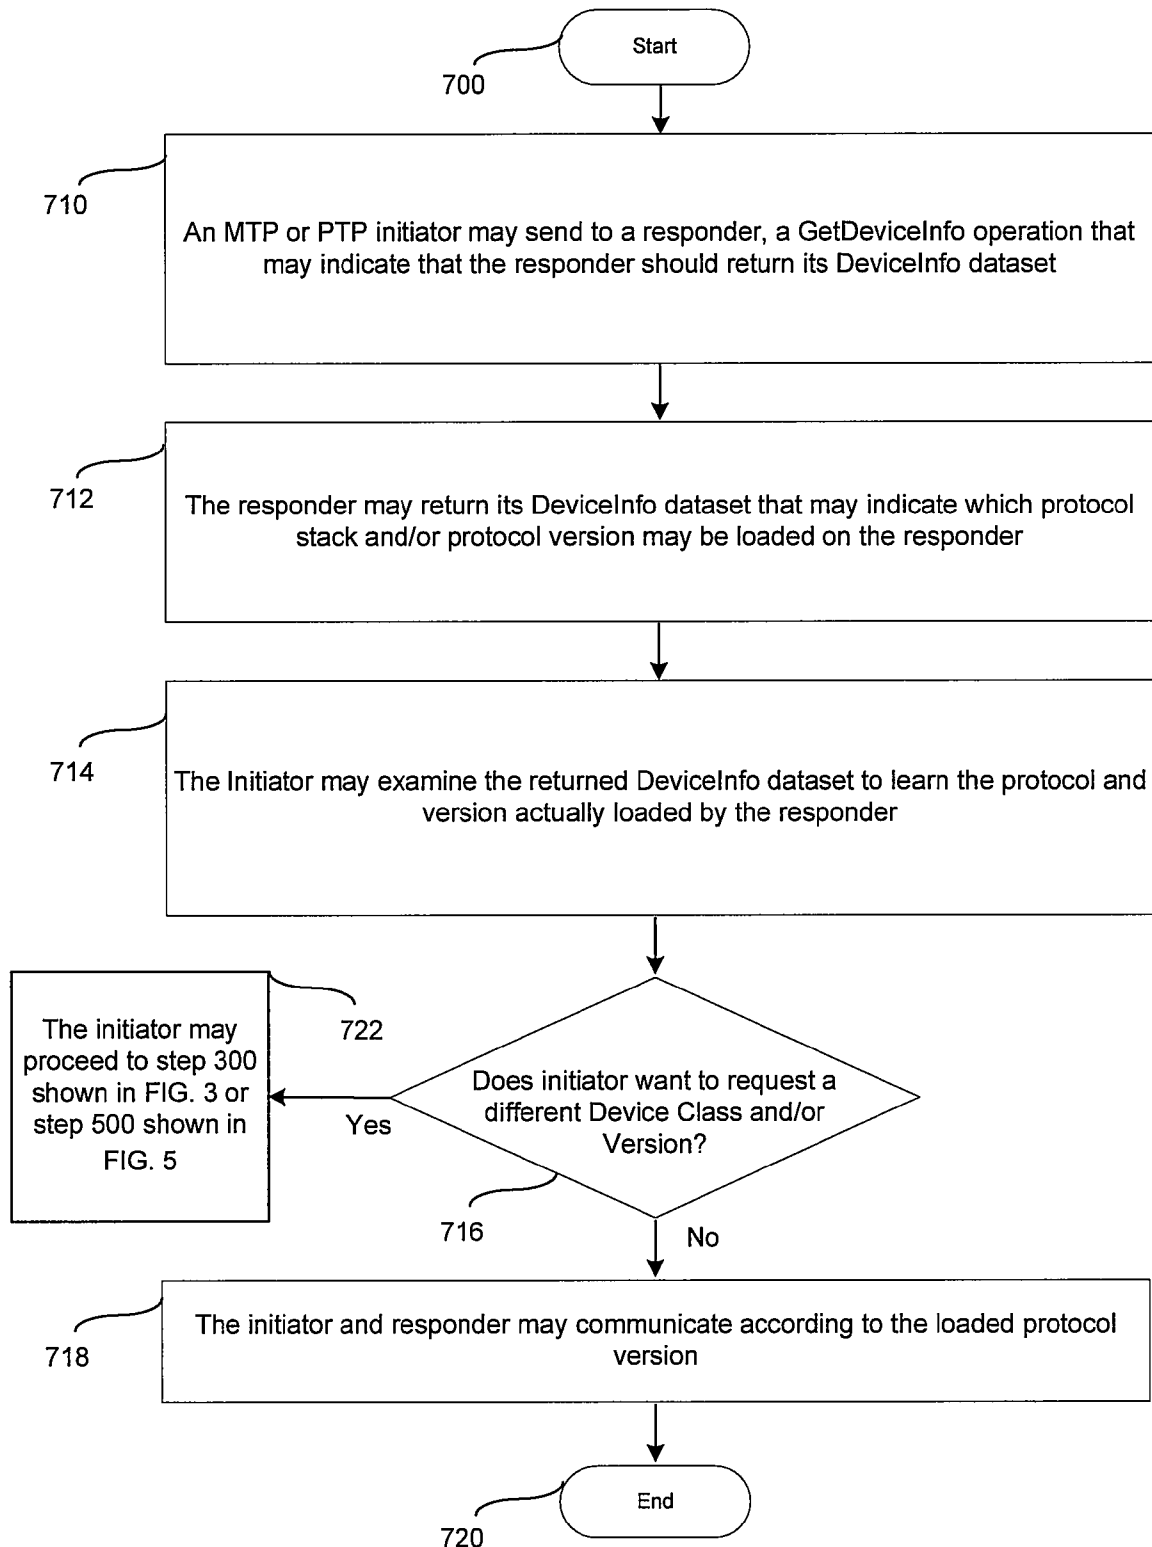 Start
700
710
An MTP or PTP initiator may send to a responder, a GetDeviceInfo operation that
may indicate that the responder should return its DeviceInfo dataset
712
The responder may return its DeviceInfo dataset that may indicate which protocol
stack and/or protocol version may be loaded on the responder
714
The Initiator may examine the returned DeviceInfo dataset to learn the protocol and
version actually loaded by the responder
722
The initiator may
proceed to step 300
shown in FIG. 3 or
step 500 shown in
FIG. 5
Yes
Does initiator want to request a
different Device Class and/or
Version?
716
No
718
The initiator and responder may communicate according to the loaded protocol
version
End
720